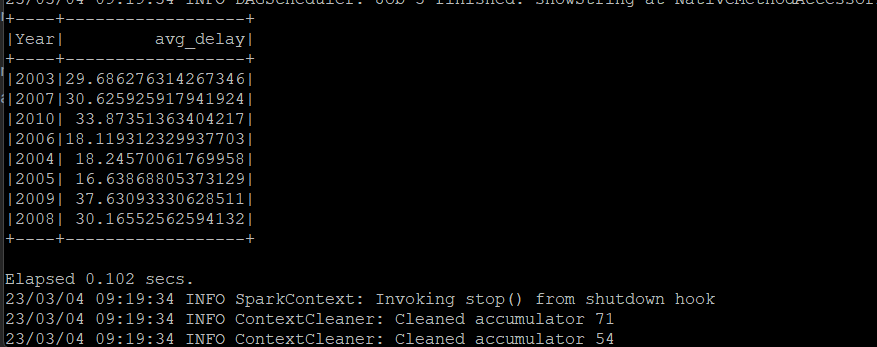 23/03/04 09:19:34 INFO DAGScheduler: Job 5 finished: showString at NativeMethodAccessor
+----+------------------+
|Year|         avg_delay|
+----+------------------+
|2003|29.686276314267346|
|2007|30.625925917941924|
|2010| 33.87351363404217|
|2006|18.119312329937703|
|2004| 18.24570061769958|
|2005| 16.63868805373129|
|2009| 37.63093330628511|
|2008| 30.16552562594132|
+----+------------------+
Elapsed 0.102 secs.
23/03/04 09:19:34 INFO SparkContext: Invoking stop() from shutdown hook
23/03/04 09:19:34 INFO ContextCleaner: Cleaned accumulator 71
23/03/04 09:19:34 INFO ContextCleaner: Cleaned accumulator 54